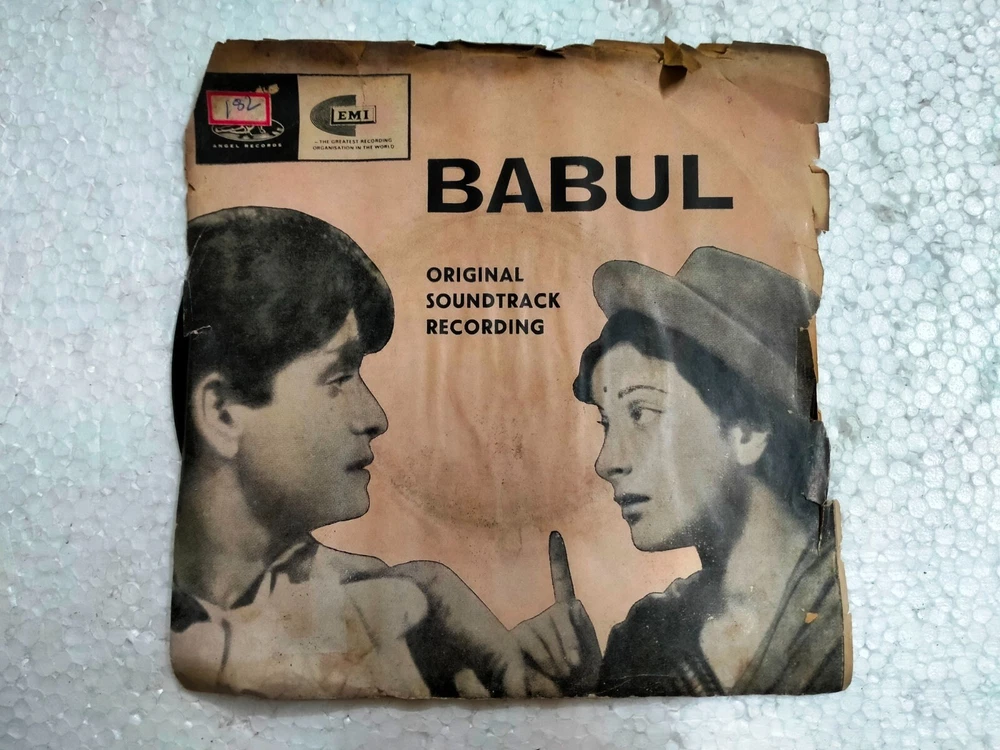 182
ANGEL RECORDS
EMI
– THE GREATEST RECORDING
ORGANISATION IN THE WORLD
BABUL
ORIGINAL
SOUNDTRACK
RECORDING